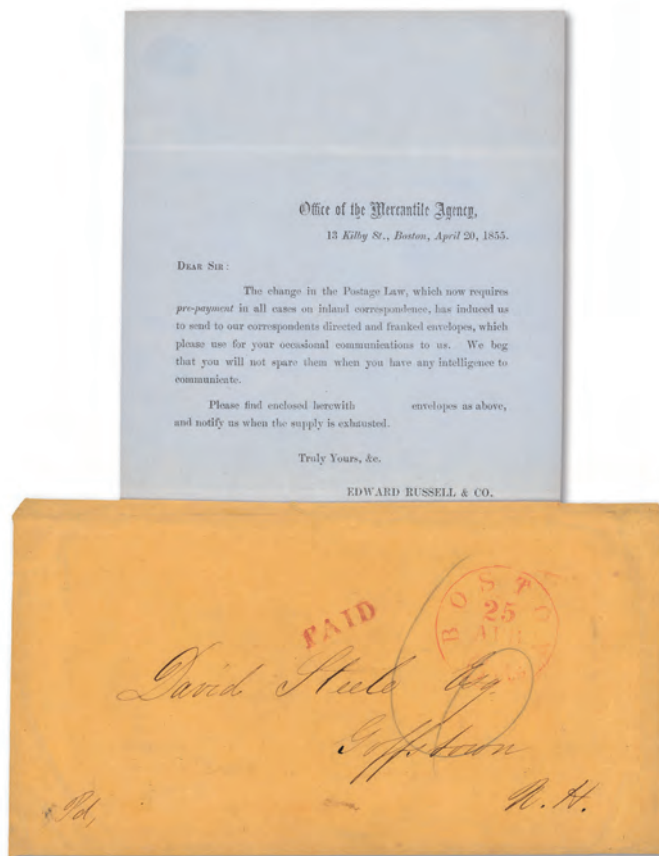 Office of the Mercantile Agency,
13 Kilby St., Boston, April 20, 1855.
DEAR SIR :
The change in the Postage Law, which now requires
pre-payment in all cases on inland correspondence, has induced us
to send to our correspondents directed and franked envelopes, which
please use for your occasional communications to us. We beg
that you will not spare them when you have any intelligence to
communicate.
Please find enclosed herewith envelopes as above,
and notify us when the supply is exhausted.
Truly Yours, &c.
EDWARD RUSSELL & CO.
PAID
BOSTON
25
David Steele Esq.
Goffstown
N. H.
Pd,